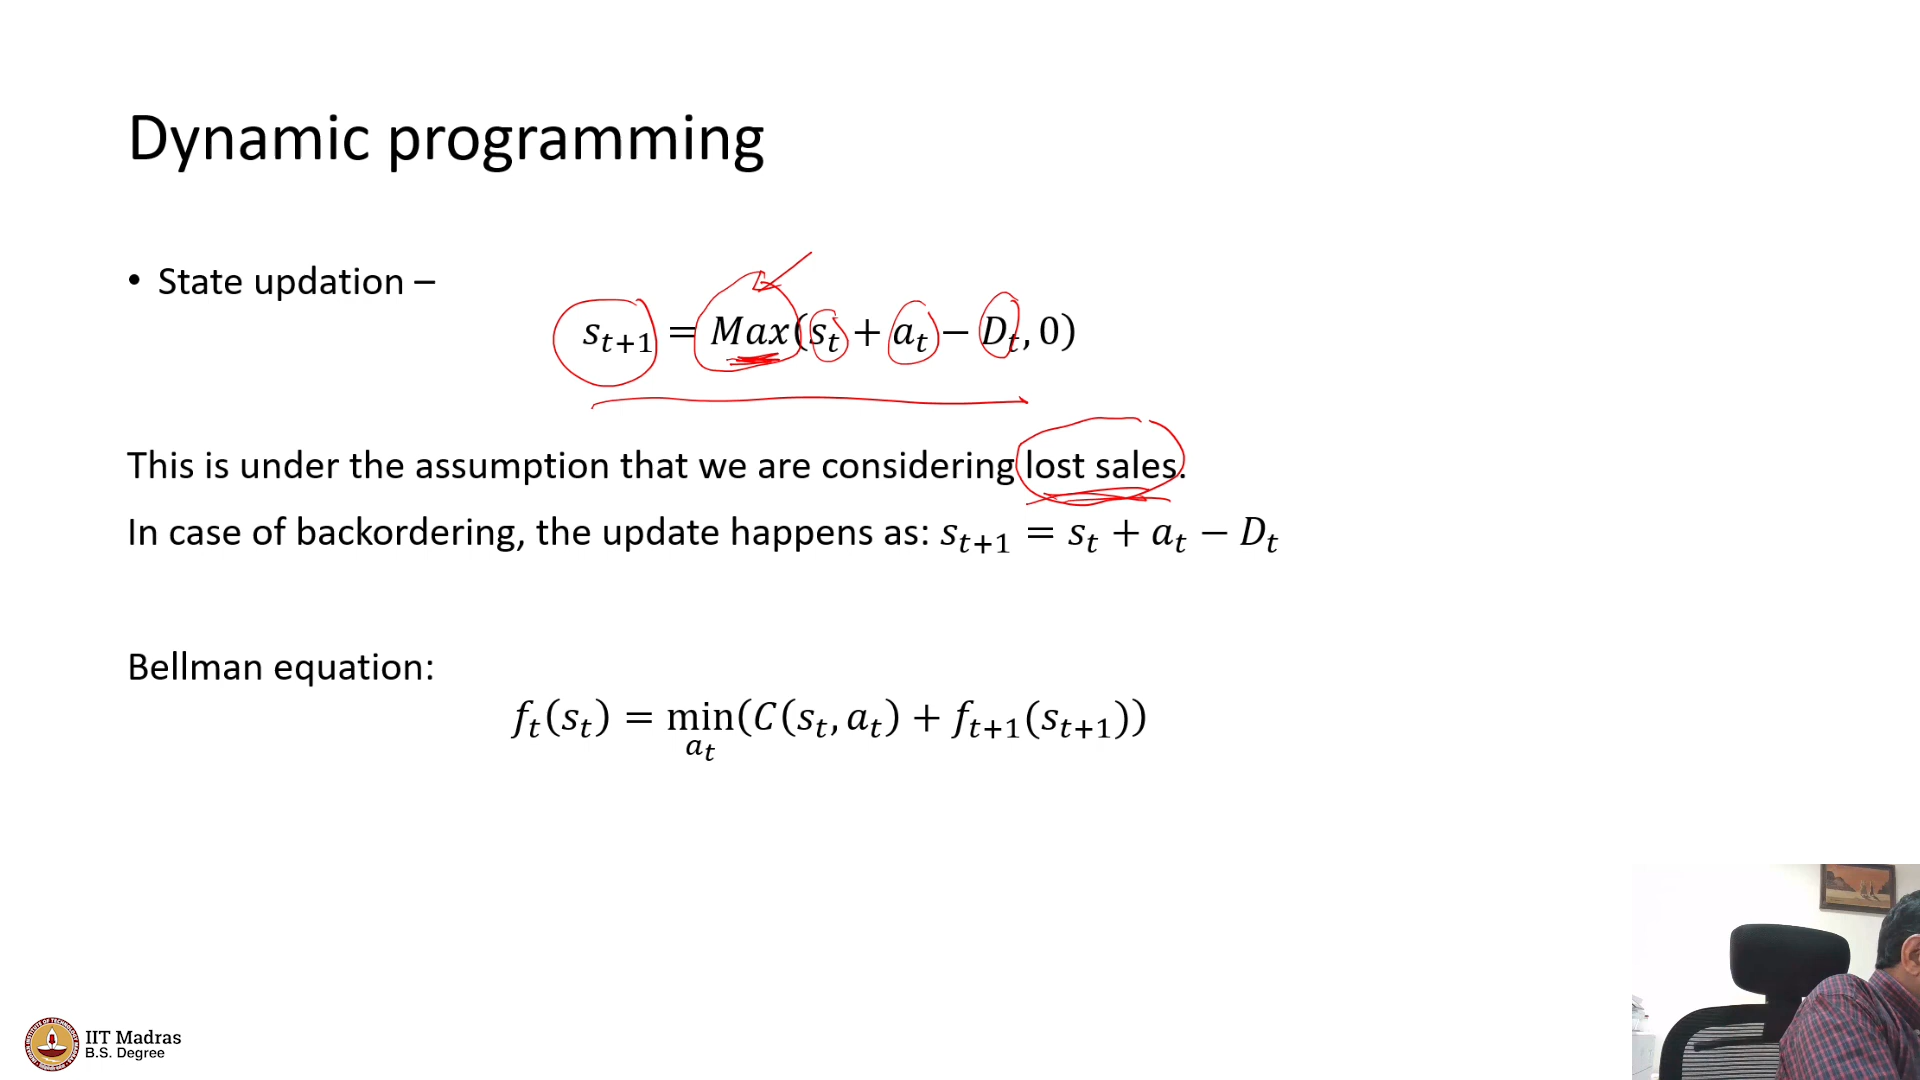 Dynamic programming
• State updation –
s_{t+1} = Max(s_t + a_t − D_t, 0)
This is under the assumption that we are considering lost sales.
In case of backordering, the update happens as: s_{t+1} = s_t + a_t − D_t
Bellman equation:
f_t(s_t) = min_{a_t}(C(s_t, a_t) + f_{t+1}(s_{t+1}))
IIT Madras
B.S. Degree